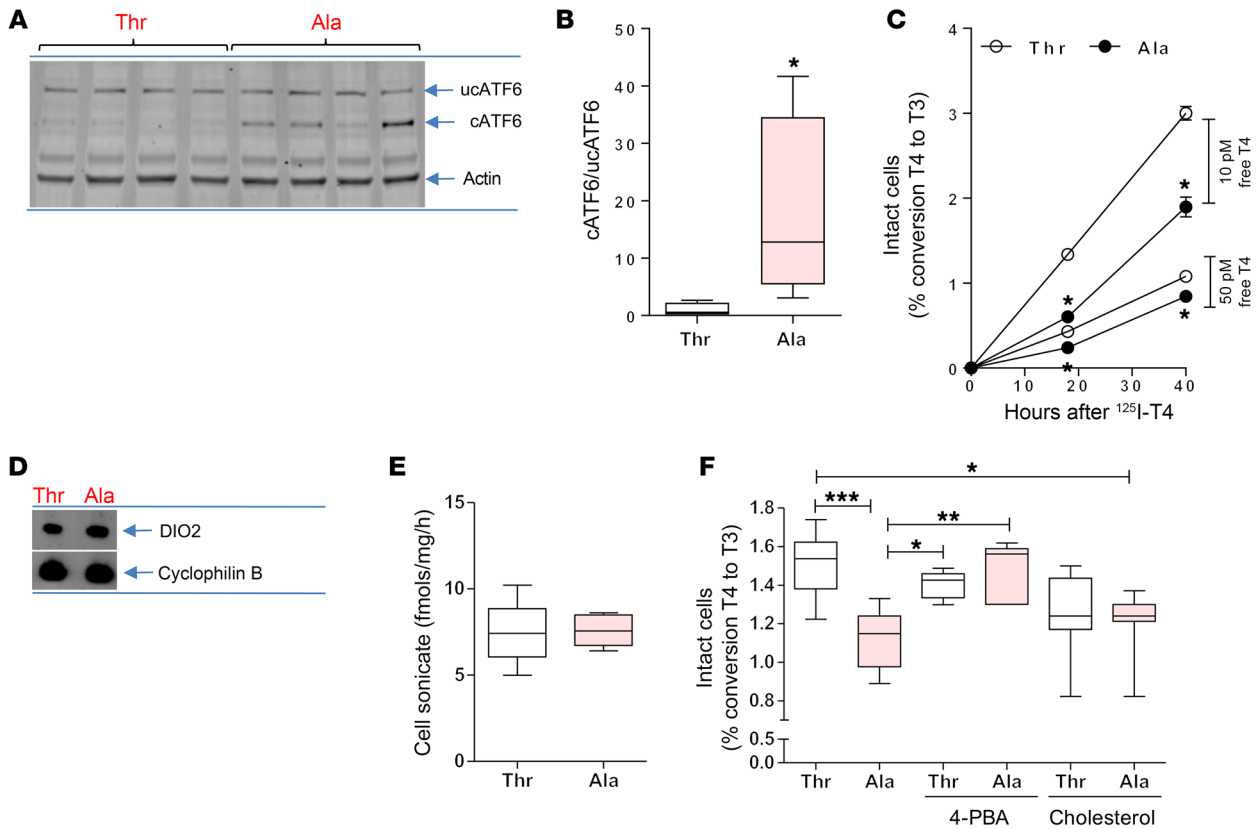 A
Thr Ala
ucATF6
cATF6
Actin
B
cATF6/ucATF6
50
40
30
20
10
0
*
Thr Ala
C
Thr Ala
Intact cells
(% conversion T4 to T3)
4
3
2
1
0
*
*
*
*
10 pM
free T4
50 pM
free T4
0 10 20 30 40
Hours after ¹²⁵I-T4
D
Thr Ala
DIO2
Cyclophilin B
E
Cell sonicate (fmols/mg/h)
15
10
5
0
Thr Ala
F
Intact cells
(% conversion T4 to T3)
*
*** **
*
1.8
1.6
1.4
1.2
1.0
0.8
0.5
0.0
Thr Ala Thr Ala Thr Ala
4-PBA Cholesterol